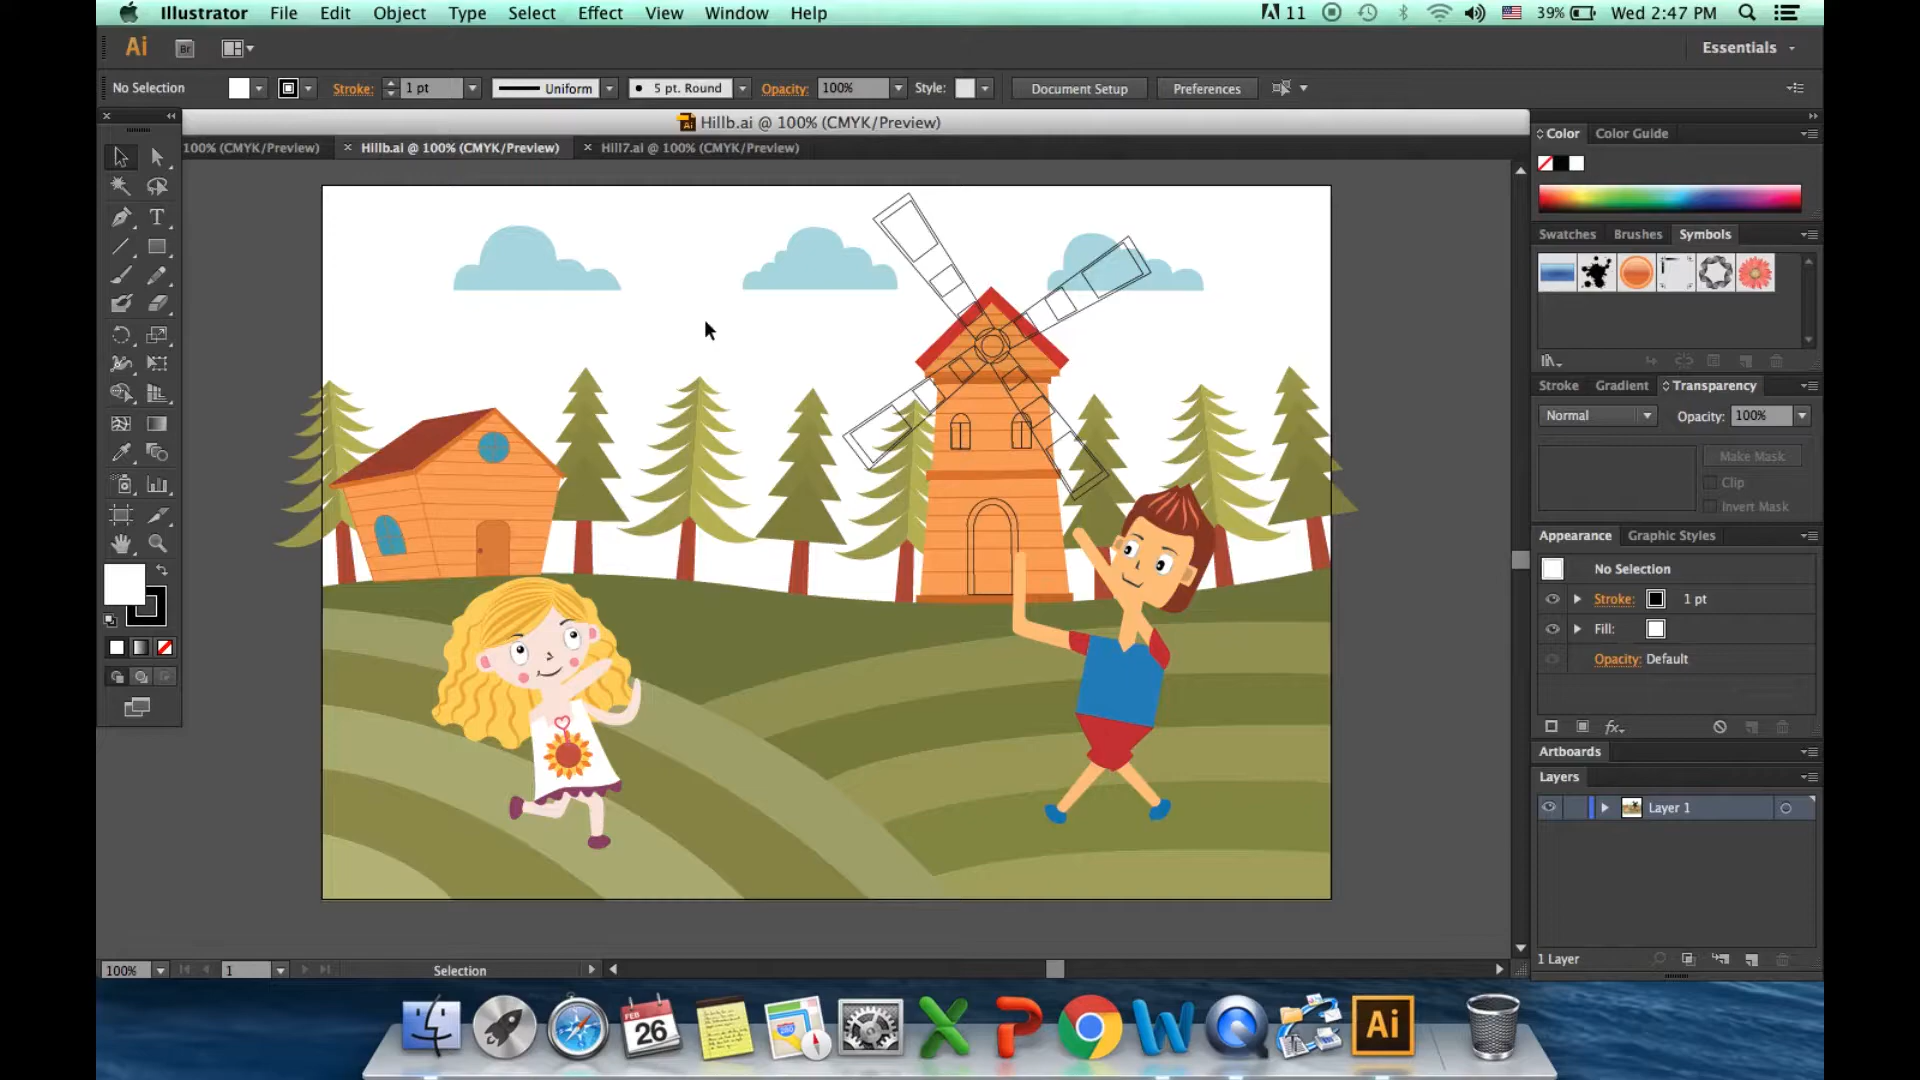 Illustrator File Edit Object Type Select Effect View Window Help 11 39% Wed 2:47 PM
Ai Br Essentials
No Selection Stroke: 1 pt Uniform 5 pt. Round Opacity: 100% Style: Document Setup Preferences
Ai Hillb.ai @ 100% (CMYK/Preview)
100% (CMYK/Preview) × Hillb.ai @ 100% (CMYK/Preview) × Hill7.ai @ 100% (CMYK/Preview)
Color Color Guide
Swatches Brushes Symbols
Stroke Gradient Transparency
Normal Opacity: 100%
Make Mask
Clip
Invert Mask
Appearance Graphic Styles
No Selection
Stroke: 1 pt
Fill:
Opacity: Default
fx
Artboards
Layers
Layer 1
1 Layer
100% 1 Selection
FEB
26
280
Ai